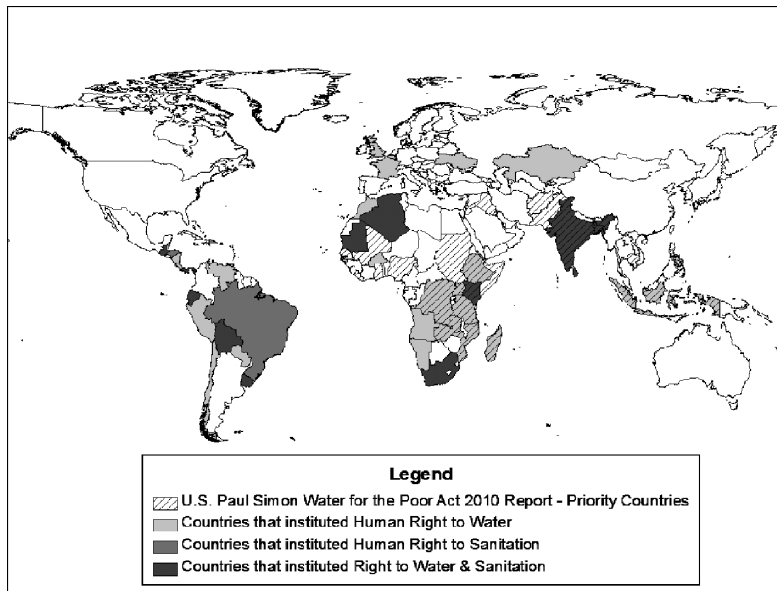 Legend
U.S. Paul Simon Water for the Poor Act 2010 Report - Priority Countries
Countries that instituted Human Right to Water
Countries that instituted Human Right to Sanitation
Countries that instituted Right to Water & Sanitation